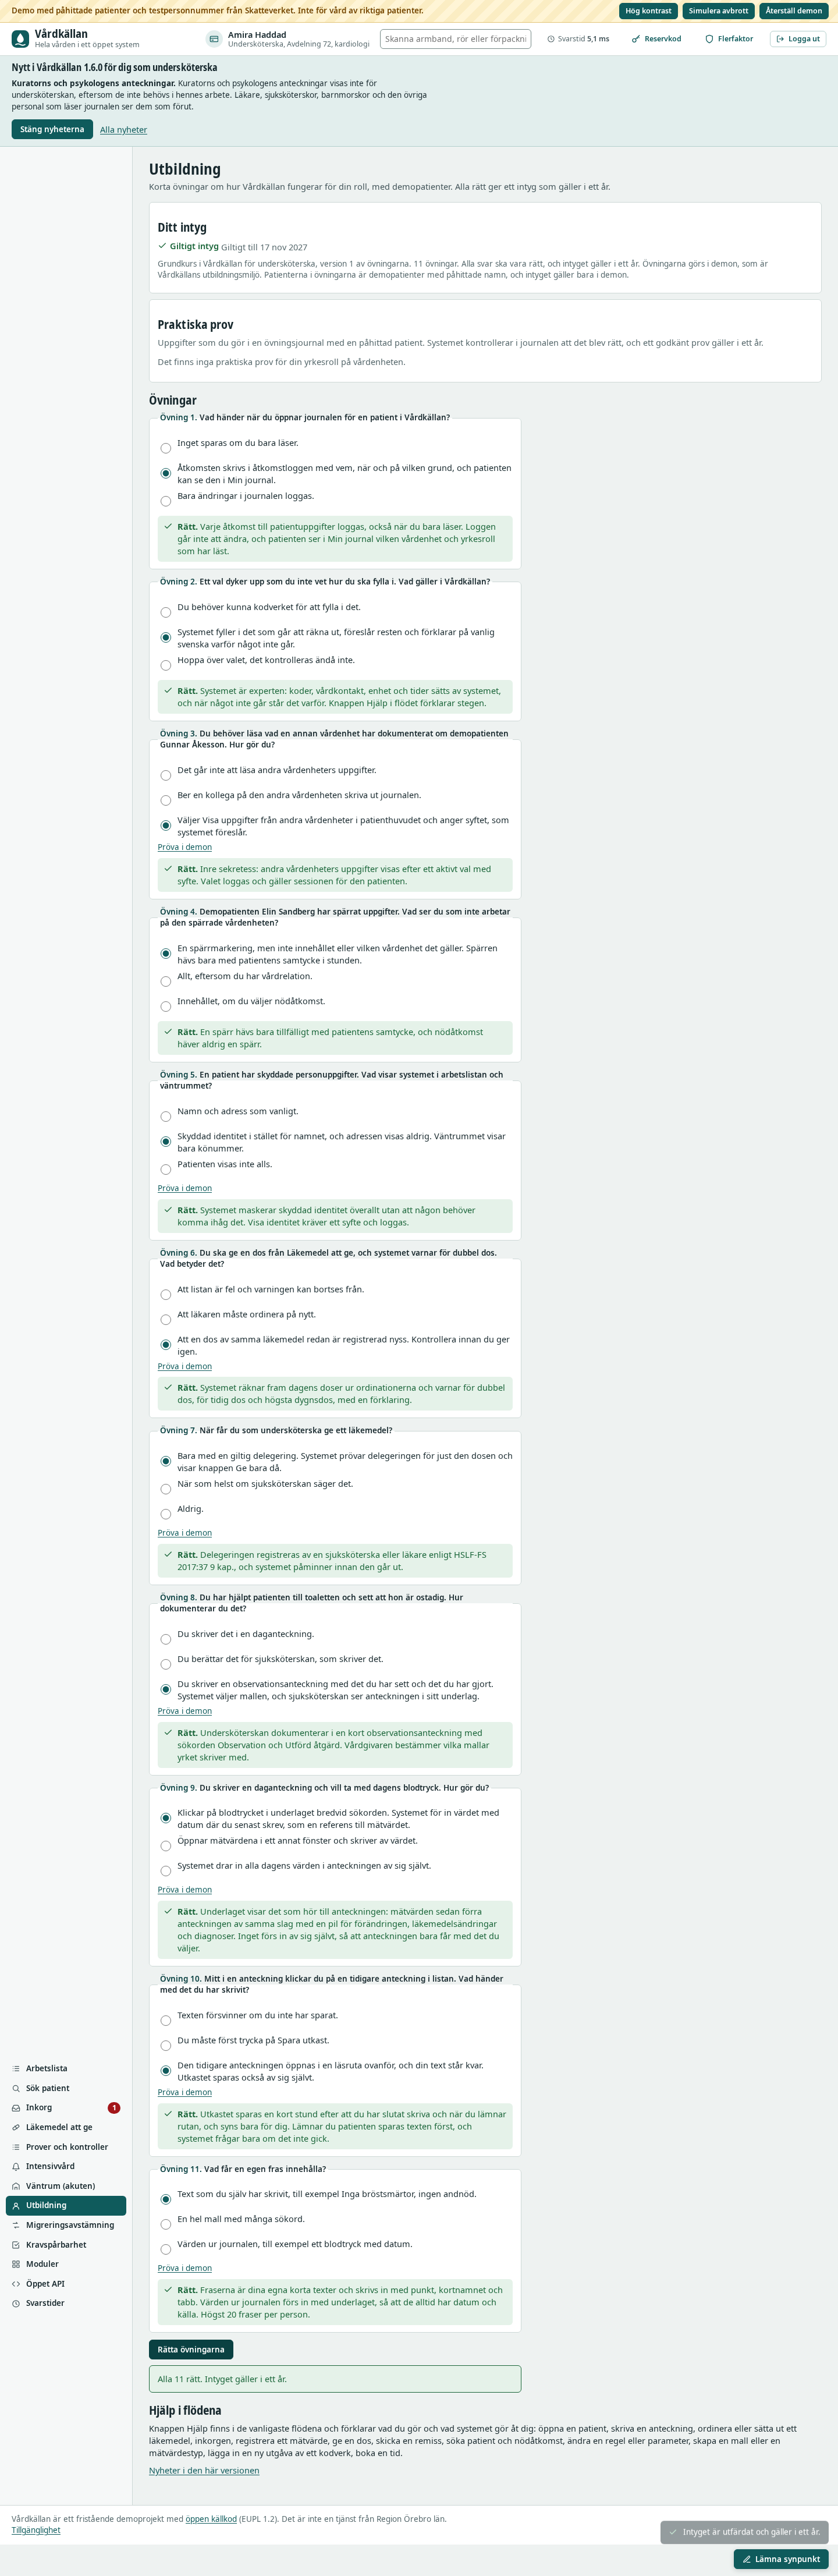 Demo med påhittade patienter och testpersonnummer från Skatteverket. Inte för vård av riktiga patienter.
Hög kontrast
Simulera avbrott
Återställ demon
Vårdkällan
Hela vården i ett öppet system
Amira Haddad
Undersköterska, Avdelning 72, kardiologi
Skanna armband, rör eller förpackni
Svarstid 5,1 ms
Reservkod
Flerfaktor
Logga ut
Nytt i Vårdkällan 1.6.0 för dig som undersköterska
Kuratorns och psykologens anteckningar. Kuratorns och psykologens anteckningar visas inte för
undersköterskan, eftersom de inte behövs i hennes arbete. Läkare, sjuksköterskor, barnmorskor och den övriga
personal som läser journalen ser dem som förut.
Stäng nyheterna
Alla nyheter
Utbildning
Korta övningar om hur Vårdkällan fungerar för din roll, med demopatienter. Alla rätt ger ett intyg som gäller i ett år.
Ditt intyg
Giltigt intyg Giltigt till 17 nov 2027
Grundkurs i Vårdkällan för undersköterska, version 1 av övningarna. 11 övningar. Alla svar ska vara rätt, och intyget gäller i ett år. Övningarna görs i demon, som är
Vårdkällans utbildningsmiljö. Patienterna i övningarna är demopatienter med påhittade namn, och intyget gäller bara i demon.
Praktiska prov
Uppgifter som du gör i en övningsjournal med en påhittad patient. Systemet kontrollerar i journalen att det blev rätt, och ett godkänt prov gäller i ett år.
Det finns inga praktiska prov för din yrkesroll på vårdenheten.
Övningar
Övning 1. Vad händer när du öppnar journalen för en patient i Vårdkällan?
Inget sparas om du bara läser.
Åtkomsten skrivs i åtkomstloggen med vem, när och på vilken grund, och patienten
kan se den i Min journal.
Bara ändringar i journalen loggas.
Rätt. Varje åtkomst till patientuppgifter loggas, också när du bara läser. Loggen
går inte att ändra, och patienten ser i Min journal vilken vårdenhet och yrkesroll
som har läst.
Övning 2. Ett val dyker upp som du inte vet hur du ska fylla i. Vad gäller i Vårdkällan?
Du behöver kunna kodverket för att fylla i det.
Systemet fyller i det som går att räkna ut, föreslår resten och förklarar på vanlig
svenska varför något inte går.
Hoppa över valet, det kontrolleras ändå inte.
Rätt. Systemet är experten: koder, vårdkontakt, enhet och tider sätts av systemet,
och när något inte går står det varför. Knappen Hjälp i flödet förklarar stegen.
Övning 3. Du behöver läsa vad en annan vårdenhet har dokumenterat om demopatienten
Gunnar Åkesson. Hur gör du?
Det går inte att läsa andra vårdenheters uppgifter.
Ber en kollega på den andra vårdenheten skriva ut journalen.
Väljer Visa uppgifter från andra vårdenheter i patienthuvudet och anger syftet, som
systemet föreslår.
Pröva i demon
Rätt. Inre sekretess: andra vårdenheters uppgifter visas efter ett aktivt val med
syfte. Valet loggas och gäller sessionen för den patienten.
Övning 4. Demopatienten Elin Sandberg har spärrat uppgifter. Vad ser du som inte arbetar
på den spärrade vårdenheten?
En spärrmarkering, men inte innehållet eller vilken vårdenhet det gäller. Spärren
hävs bara med patientens samtycke i stunden.
Allt, eftersom du har vårdrelation.
Innehållet, om du väljer nödåtkomst.
Rätt. En spärr hävs bara tillfälligt med patientens samtycke, och nödåtkomst
häver aldrig en spärr.
Övning 5. En patient har skyddade personuppgifter. Vad visar systemet i arbetslistan och
väntrummet?
Namn och adress som vanligt.
Skyddad identitet i stället för namnet, och adressen visas aldrig. Väntrummet visar
bara könummer.
Patienten visas inte alls.
Pröva i demon
Rätt. Systemet maskerar skyddad identitet överallt utan att någon behöver
komma ihåg det. Visa identitet kräver ett syfte och loggas.
Övning 6. Du ska ge en dos från Läkemedel att ge, och systemet varnar för dubbel dos.
Vad betyder det?
Att listan är fel och varningen kan bortses från.
Att läkaren måste ordinera på nytt.
Att en dos av samma läkemedel redan är registrerad nyss. Kontrollera innan du ger
igen.
Pröva i demon
Rätt. Systemet räknar fram dagens doser ur ordinationerna och varnar för dubbel
dos, för tidig dos och högsta dygnsdos, med en förklaring.
Övning 7. När får du som undersköterska ge ett läkemedel?
Bara med en giltig delegering. Systemet prövar delegeringen för just den dosen och
visar knappen Ge bara då.
När som helst om sjuksköterskan säger det.
Aldrig.
Pröva i demon
Rätt. Delegeringen registreras av en sjuksköterska eller läkare enligt HSLF-FS
2017:37 9 kap., och systemet påminner innan den går ut.
Övning 8. Du har hjälpt patienten till toaletten och sett att hon är ostadig. Hur
dokumenterar du det?
Du skriver det i en daganteckning.
Du berättar det för sjuksköterskan, som skriver det.
Du skriver en observationsanteckning med det du har sett och det du har gjort.
Systemet väljer mallen, och sjuksköterskan ser anteckningen i sitt underlag.
Pröva i demon
Rätt. Undersköterskan dokumenterar i en kort observationsanteckning med
sökorden Observation och Utförd åtgärd. Vårdgivaren bestämmer vilka mallar
yrket skriver med.
Övning 9. Du skriver en daganteckning och vill ta med dagens blodtryck. Hur gör du?
Klickar på blodtrycket i underlaget bredvid sökorden. Systemet för in värdet med
datum där du senast skrev, som en referens till mätvärdet.
Öppnar mätvärdena i ett annat fönster och skriver av värdet.
Systemet drar in alla dagens värden i anteckningen av sig självt.
Pröva i demon
Rätt. Underlaget visar det som hör till anteckningen: mätvärden sedan förra
anteckningen av samma slag med en pil för förändringen, läkemedelsändringar
och diagnoser. Inget förs in av sig självt, så att anteckningen bara får med det du
väljer.
Övning 10. Mitt i en anteckning klickar du på en tidigare anteckning i listan. Vad händer
med det du har skrivit?
Texten försvinner om du inte har sparat.
Du måste först trycka på Spara utkast.
Den tidigare anteckningen öppnas i en läsruta ovanför, och din text står kvar.
Utkastet sparas också av sig självt.
Pröva i demon
Rätt. Utkastet sparas en kort stund efter att du har slutat skriva och när du lämnar
rutan, och syns bara för dig. Lämnar du patienten sparas texten först, och
systemet frågar bara om det inte gick.
Övning 11. Vad får en egen fras innehålla?
Text som du själv har skrivit, till exempel Inga bröstsmärtor, ingen andnöd.
En hel mall med många sökord.
Värden ur journalen, till exempel ett blodtryck med datum.
Pröva i demon
Rätt. Fraserna är dina egna korta texter och skrivs in med punkt, kortnamnet och
tabb. Värden ur journalen förs in med underlaget, så att de alltid har datum och
källa. Högst 20 fraser per person.
Rätta övningarna
Alla 11 rätt. Intyget gäller i ett år.
Hjälp i flödena
Knappen Hjälp finns i de vanligaste flödena och förklarar vad du gör och vad systemet gör åt dig: öppna en patient, skriva en anteckning, ordinera eller sätta ut ett
läkemedel, inkorgen, registrera ett mätvärde, ge en dos, skicka en remiss, söka patient och nödåtkomst, ändra en regel eller parameter, skapa en mall eller en
mätvärdestyp, lägga in en ny utgåva av ett kodverk, boka en tid.
Nyheter i den här versionen
Arbetslista
Sök patient
Inkorg 1
Läkemedel att ge
Prover och kontroller
Intensivvård
Väntrum (akuten)
Utbildning
Migreringsavstämning
Kravspårbarhet
Moduler
Öppet API
Svarstider
Vårdkällan är ett fristående demoprojekt med öppen källkod (EUPL 1.2). Det är inte en tjänst från Region Örebro län.
Tillgänglighet
Intyget är utfärdat och gäller i ett år.
Lämna synpunkt